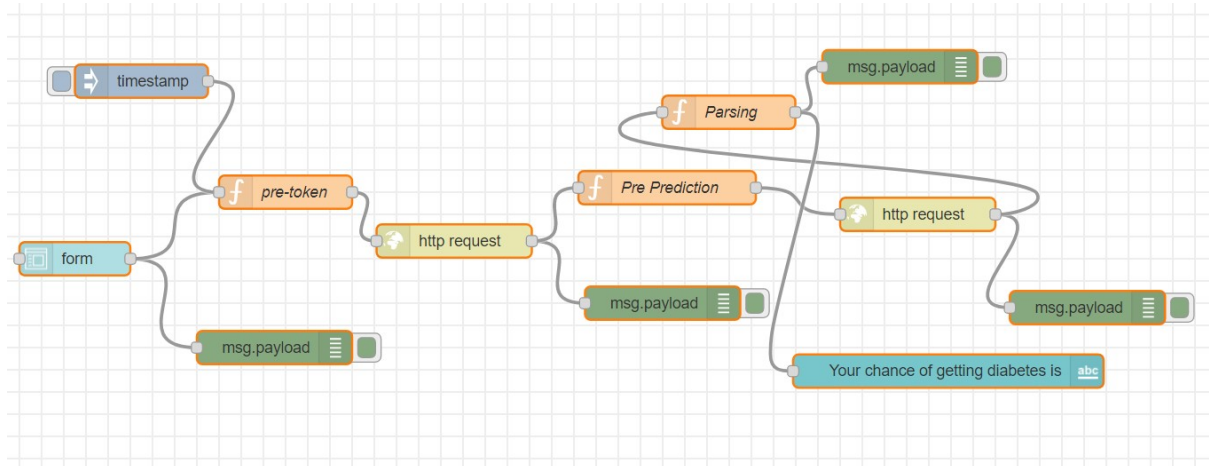 msg.payload
timestamp
Parsing
pre-token
Pre Prediction
http request
http request
form
msg.payload
msg.payload
msg.payload
Your chance of getting diabetes is
abc